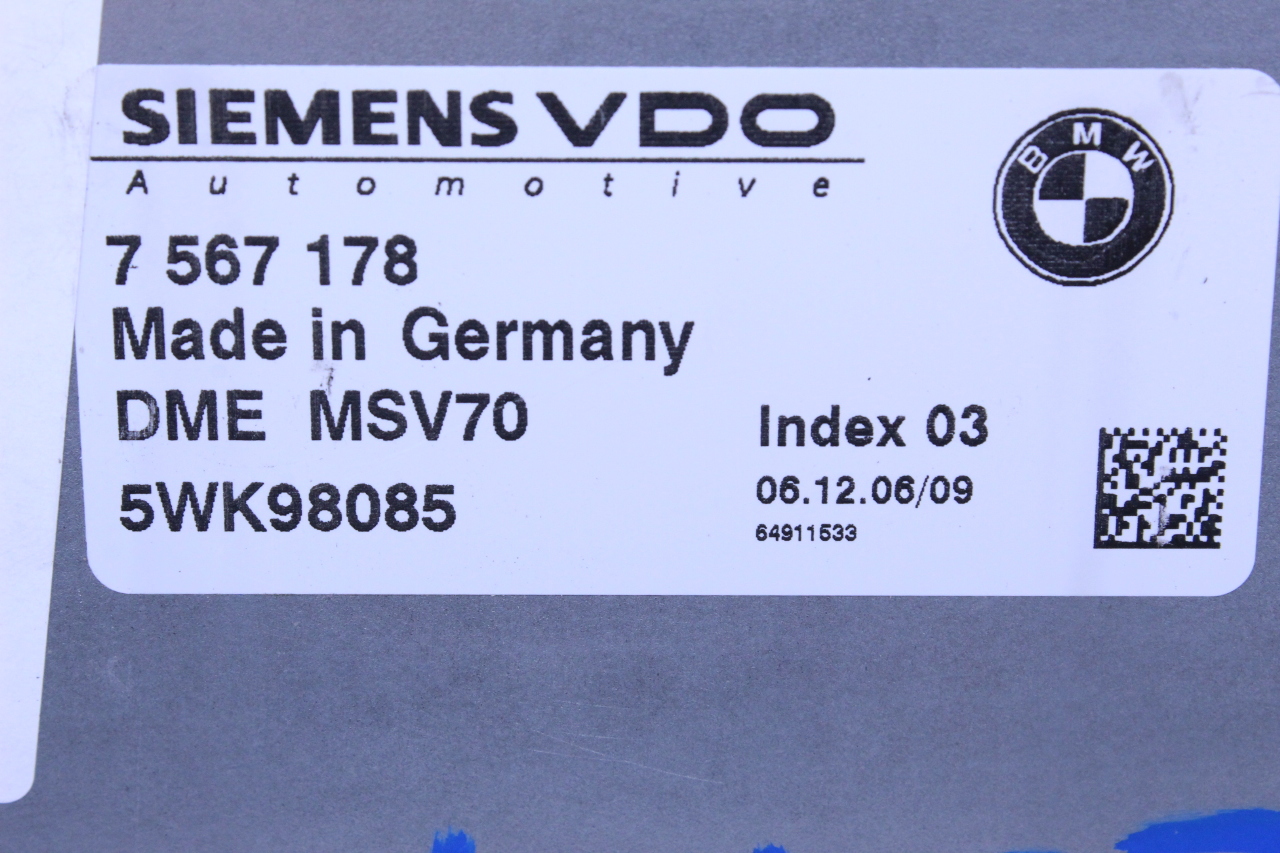 SIEMENS VDO
Automotive
BMW
7 567 178
Made in Germany
DME MSV70
Index 03
5WK98085
06.12.06/09
64911533